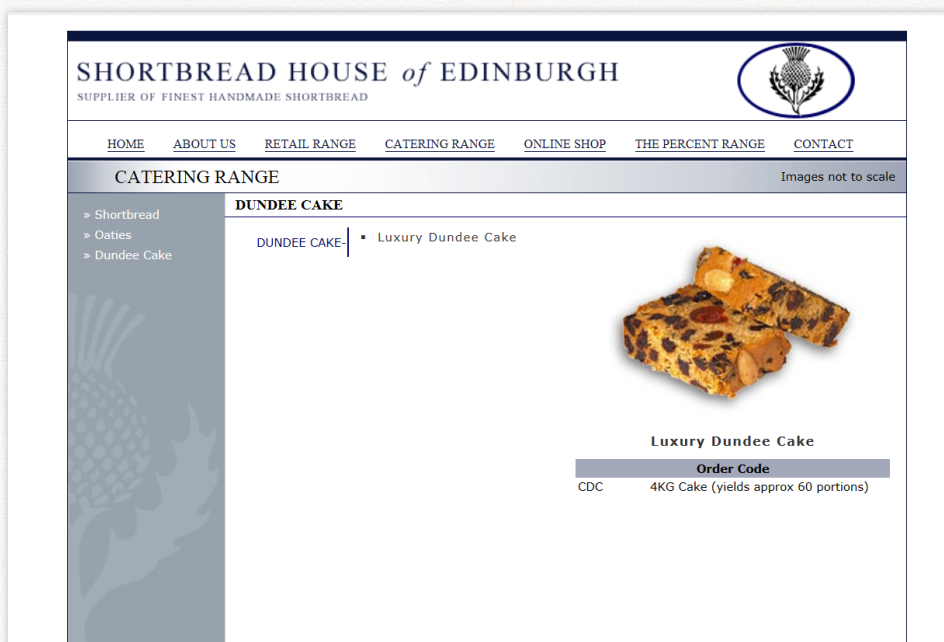 SHORTBREAD HOUSE of EDINBURGH
SUPPLIER OF FINEST HANDMADE SHORTBREAD
HOME ABOUT US RETAIL RANGE CATERING RANGE ONLINE SHOP THE PERCENT RANGE CONTACT
CATERING RANGE Images not to scale
» Shortbread
» Oaties
» Dundee Cake
DUNDEE CAKE
DUNDEE CAKE- ▪ Luxury Dundee Cake
Luxury Dundee Cake
Order Code
CDC 4KG Cake (yields approx 60 portions)